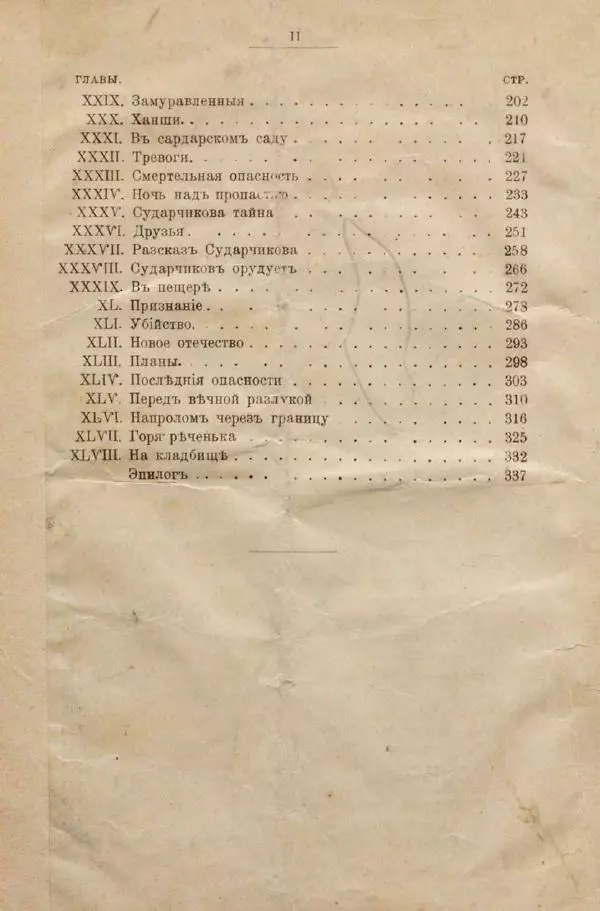 II
ГЛАВЫ. СТР.
XXIX. Замуравленныя . . . . . . . . . . . . 202
XXX. Ханши. . . . . . . . . . . . . . . 210
XXXI. Въ сардарском саду . . . . . . . . . . . 217
XXXII. Тревоги. . . . . . . . . . . . . . . 221
XXXIII. Смертельная опасность . . . . . . . . . . 227
XXXIV. Ночь надъ пропастью . . . . . . . . . . . 233
XXXV. Сударчикова тайна . . . . . . . . . . . 243
XXXVI. Друзья. . . . . . . . . . . . . . . 251
XXXVII. Разсказъ Сударчикова . . . . . . . . . . 258
XXXVIII. Сударчиковъ орудуетъ . . . . . . . . . . 266
XXXIX. Въ пещерѣ . . . . . . . . . . . . . . 272
XL. Признаніе. . . . . . . . . . . . . . . 278
XLI. Убійство. . . . . . . . . . . . . . . 286
XLII. Новое отечество . . . . . . . . . . . . . 293
XLIII. Планы. . . . . . . . . . . . . . . . 298
XLIV. Послѣднія опасности . . . . . . . . . . . 303
XLV. Передъ вѣчной разлукой . . . . . . . . . 310
XLVI. Напроломъ черезъ границу . . . . . . . . 316
XLVII. Горя-рѣченька . . . . . . . . . . . . . 325
XLVIII. На кладбищѣ . . . . . . . . . . . . . . 332
Эпилогъ . . . . . . . . . . . . . . . 337